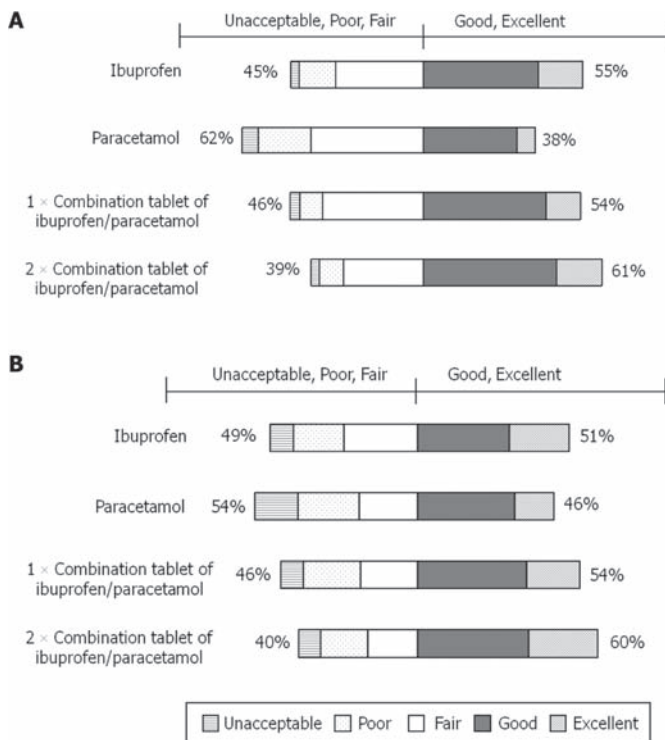 A
Unacceptable, Poor, Fair Good, Excellent
Ibuprofen 45% 55%
Paracetamol 62% 38%
1 × Combination tablet of
ibuprofen/paracetamol 46% 54%
2 × Combination tablet of
ibuprofen/paracetamol 39% 61%
B
Unacceptable, Poor, Fair Good, Excellent
Ibuprofen 49% 51%
Paracetamol 54% 46%
1 × Combination tablet of
ibuprofen/paracetamol 46% 54%
2 × Combination tablet of
ibuprofen/paracetamol 40% 60%
Unacceptable Poor Fair Good Excellent